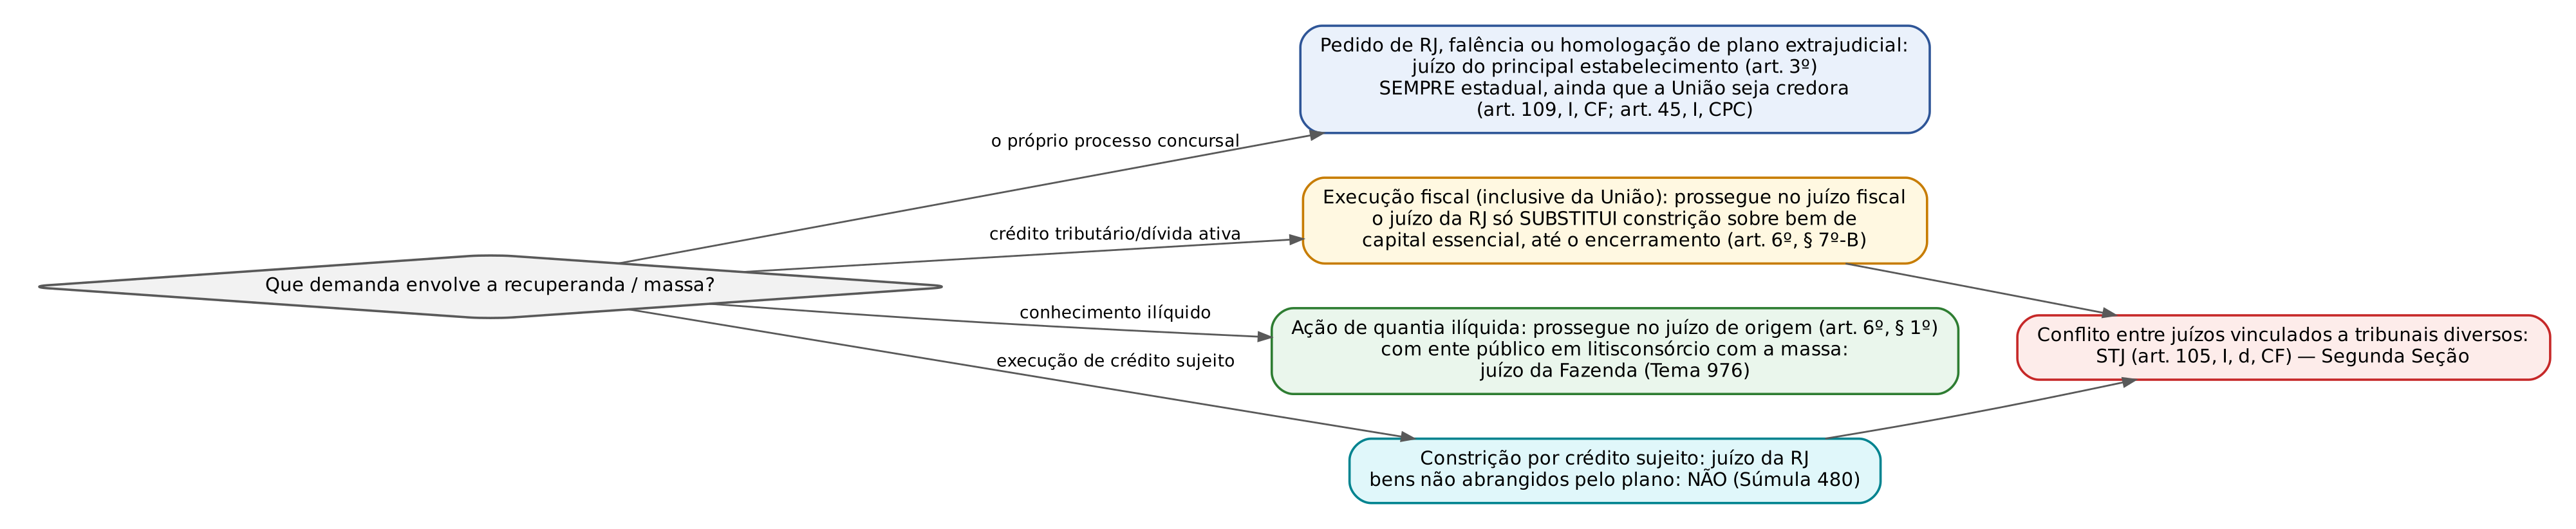 Que demanda envolve a recuperanda / massa?
o próprio processo concursal
Pedido de RJ, falência ou homologação de plano extrajudicial:
juízo do principal estabelecimento (art. 3º)
SEMPRE estadual, ainda que a União seja credora
(art. 109, I, CF; art. 45, I, CPC)
crédito tributário/dívida ativa
Execução fiscal (inclusive da União): prossegue no juízo fiscal
o juízo da RJ só SUBSTITUI constrição sobre bem de
capital essencial, até o encerramento (art. 6º, § 7º-B)
conhecimento ilíquido
Ação de quantia ilíquida: prossegue no juízo de origem (art. 6º, § 1º)
com ente público em litisconsórcio com a massa:
juízo da Fazenda (Tema 976)
execução de crédito sujeito
Constrição por crédito sujeito: juízo da RJ
bens não abrangidos pelo plano: NÃO (Súmula 480)
Conflito entre juízos vinculados a tribunais diversos:
STJ (art. 105, I, d, CF) — Segunda Seção